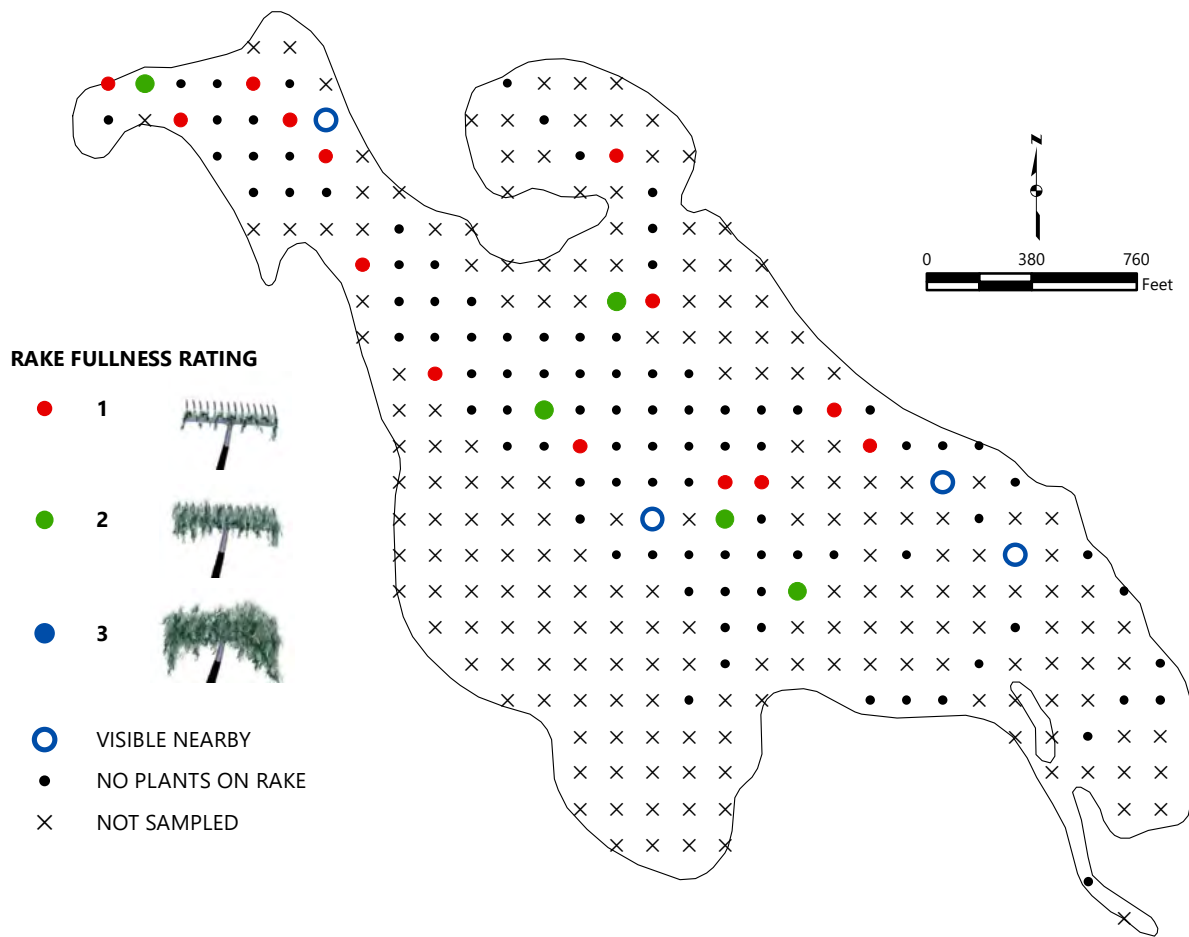 N
0 380 760
Feet
RAKE FULLNESS RATING
1
2
3
VISIBLE NEARBY
NO PLANTS ON RAKE
NOT SAMPLED